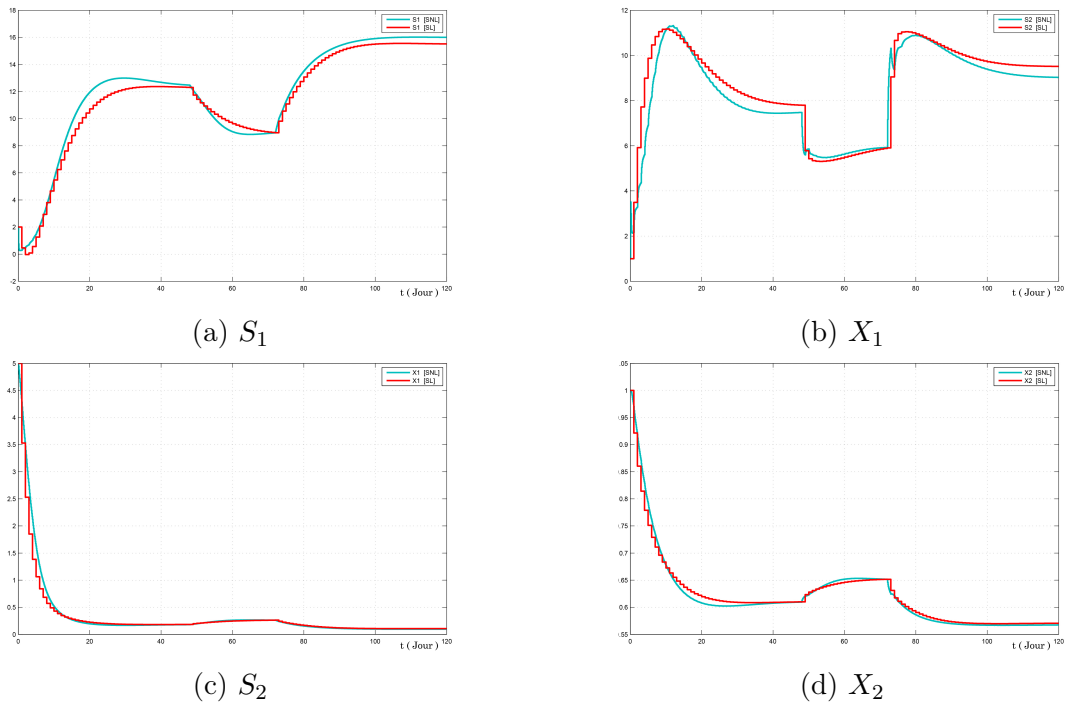 S1 [SNL]
S1 [SL]
18
16
14
12
10
8
6
4
2
0
-2
0 20 40 60 80 100 120
t ( Jour )
(a) S₁
S2 [SNL]
S2 [SL]
12
10
8
6
4
2
0
0 20 40 60 80 100 120
t ( Jour )
(b) X₁
X1 [SNL]
X1 [SL]
5
4.5
4
3.5
3
2.5
2
1.5
1
0.5
0
0 20 40 60 80 100 120
t ( Jour )
(c) S₂
X2 [SNL]
X2 [SL]
.05
1
0.95
0.9
0.85
0.8
0.75
0.7
0.65
0.6
0.55
0 20 40 60 80 100 120
t ( Jour )
(d) X₂